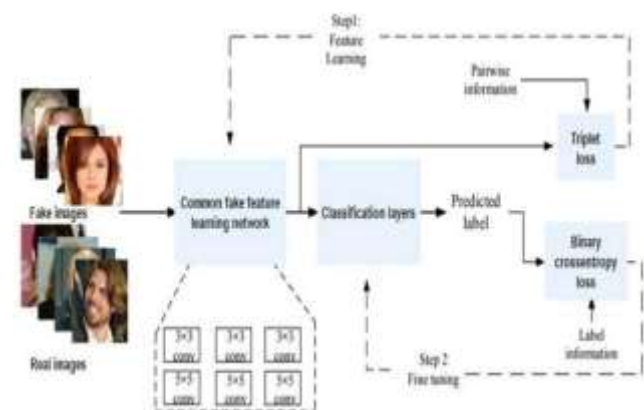 Step1:
Feature
Learning
Pairwise
information
Triplet
loss
Fake images
Common fake feature
learning network
Classification layers
Predicted
label
Binary
crossentropy
loss
Real images
3×3
conv
3×3
conv
3×3
conv
5×5
conv
5×5
conv
5×5
conv
Step 2
Fine tuning
Label
information